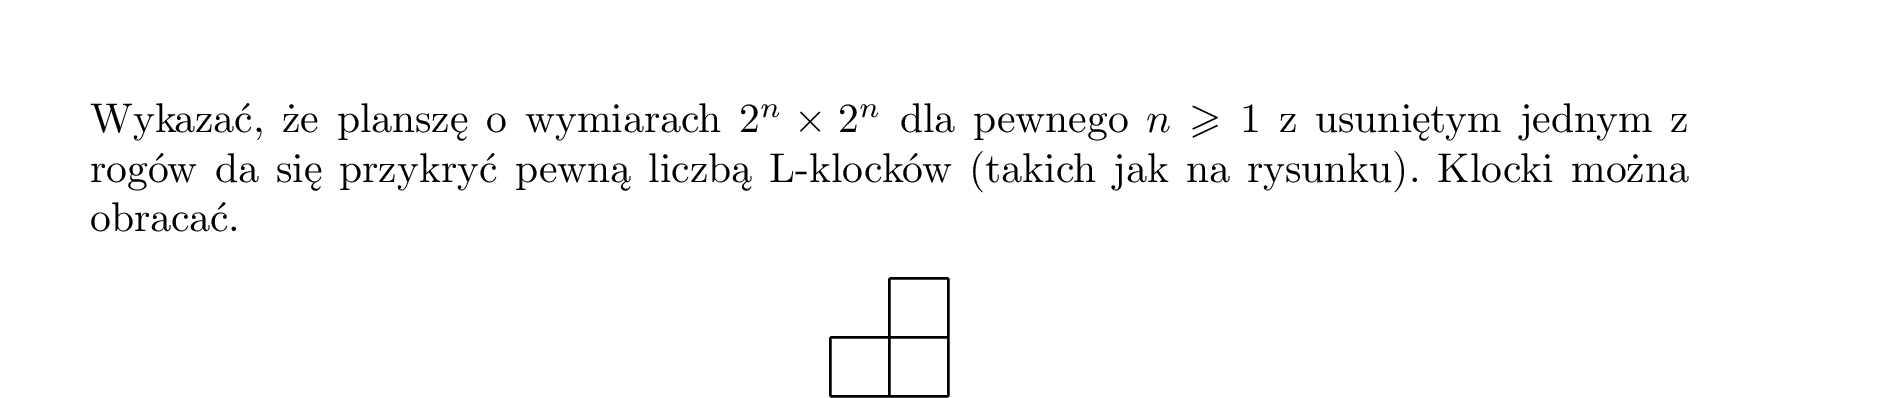 Wykazać, że planszę o wymiarach $2^n \times 2^n$ dla pewnego $n \geqslant 1$ z usuniętym jednym z
rogów da się przykryć pewną liczbą L-klocków (takich jak na rysunku). Klocki można
obracać.